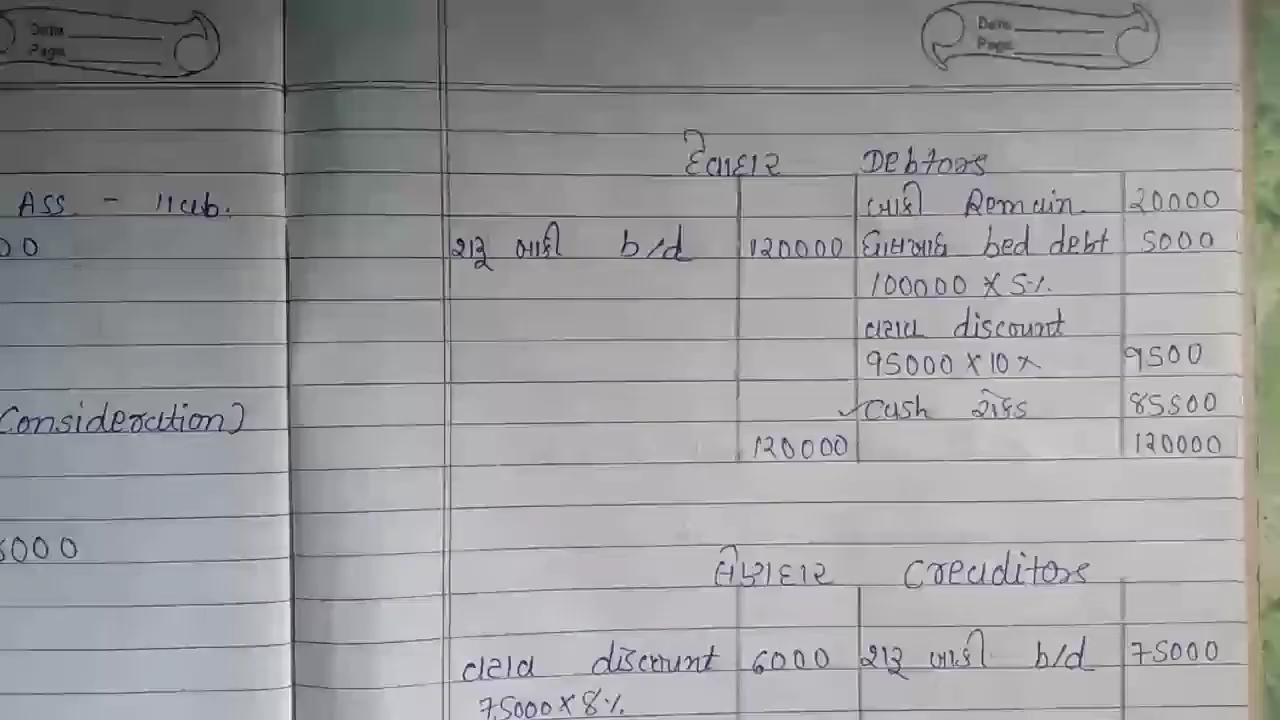 Date
Page
Date
Page
Ass - liab.
00
Consideration)
5000
દેવાદાર Debtors
બાકી Remain. 20000
શરૂ બાકી b/d 120000 ઘાલખાધ bed debt 5000
100000 × 5%
વટાવ discount
95000 × 10% 9500
✓cash રોકડ 85500
120000 120000
લેણદાર Creaditors
વટાવ discount 6000 શરૂ બાકી b/d 75000
75000 × 8%